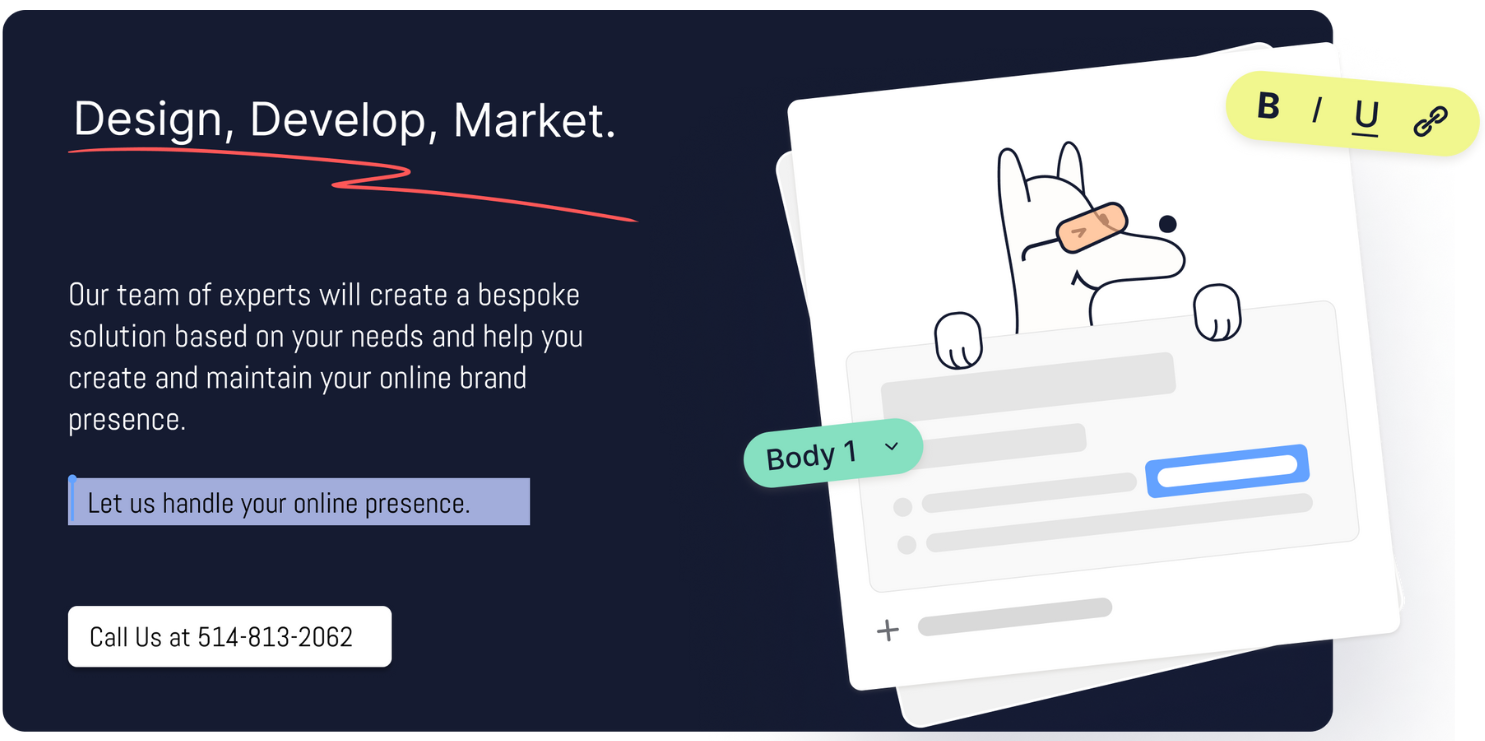 Design, Develop, Market.
Our team of experts will create a bespoke
solution based on your needs and help you
create and maintain your online brand
presence.
Let us handle your online presence.
Call Us at 514-813-2062
B I U
Body 1